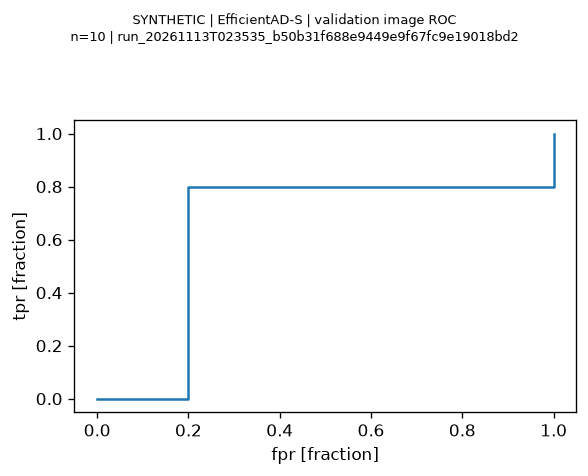 SYNTHETIC | EfficientAD-S | validation image ROC
n=10 | run_20261113T023535_b50b31f688e9449e9f67fc9e19018bd2
1.0
0.8
0.6
0.4
0.2
0.0
tpr [fraction]
0.0 0.2 0.4 0.6 0.8 1.0
fpr [fraction]